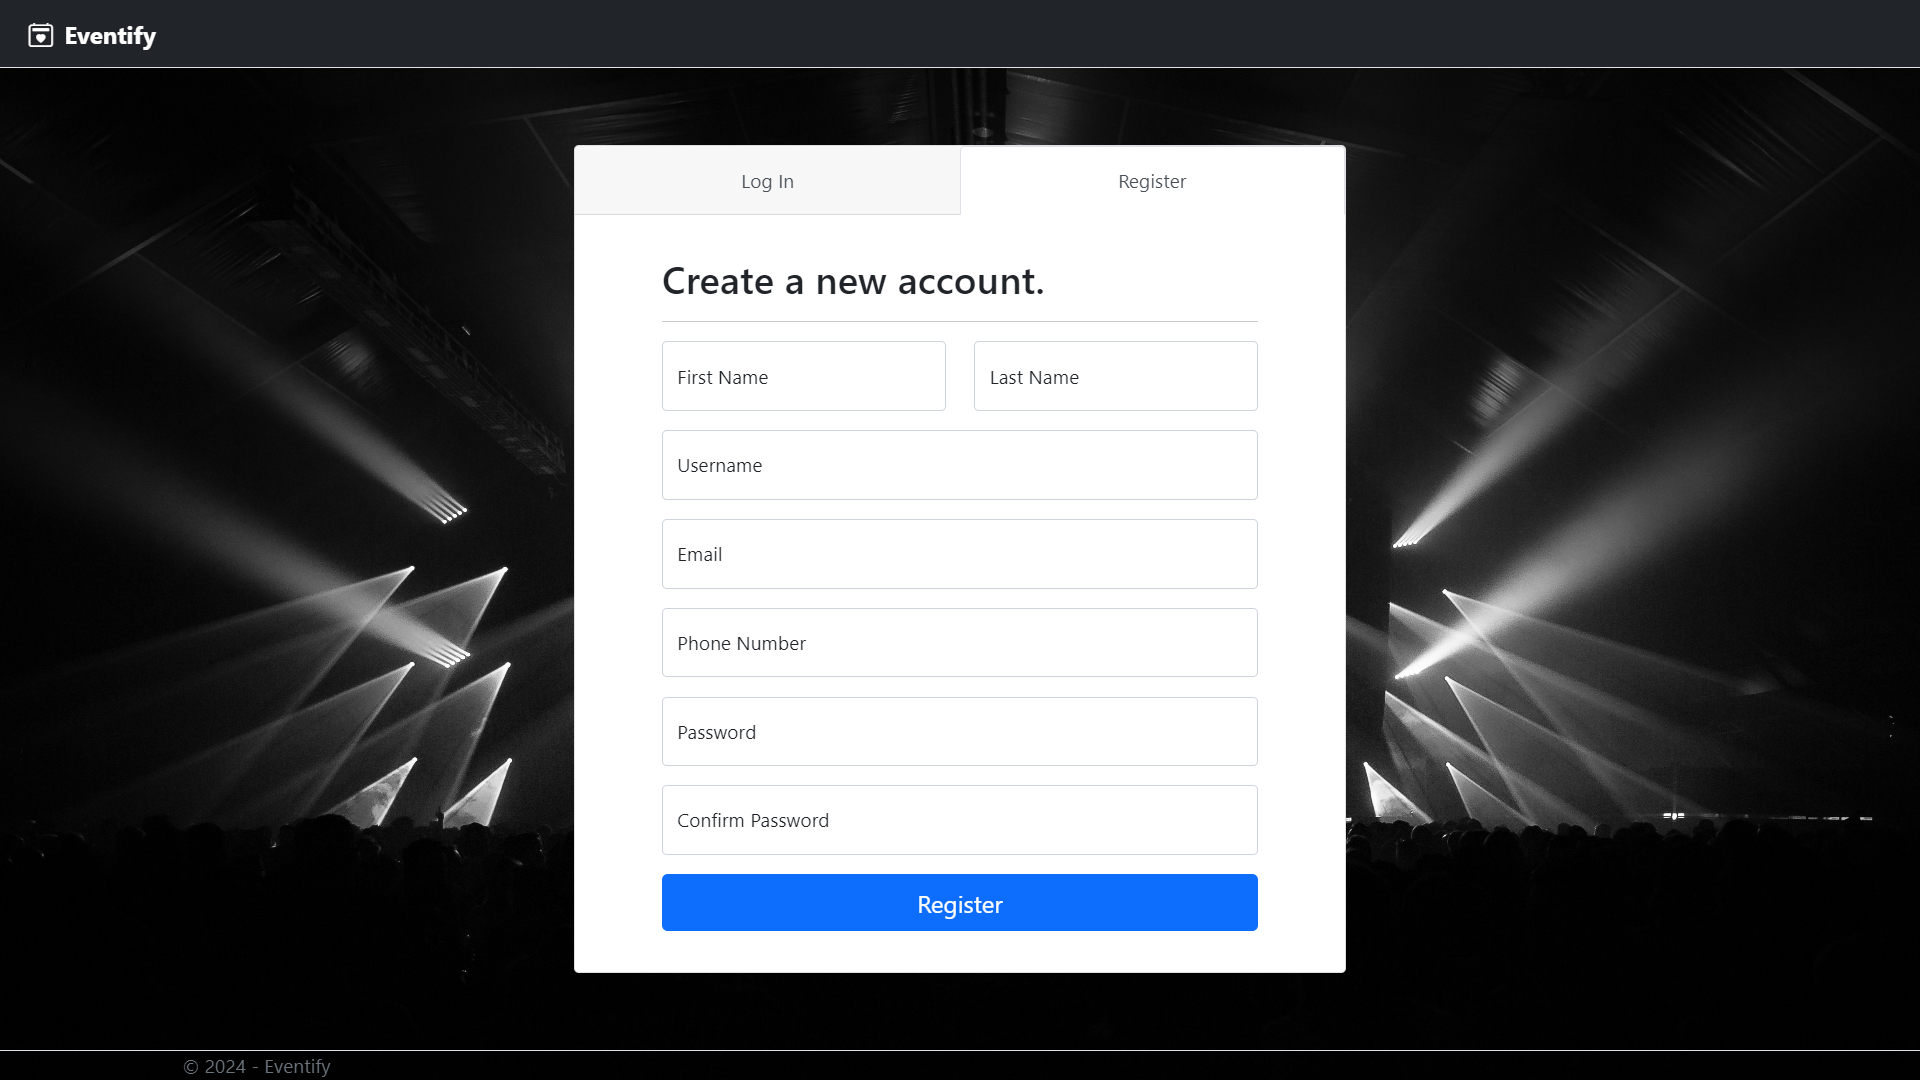 Eventify
Log In
Register
Create a new account.
First Name
Last Name
Username
Email
Phone Number
Password
Confirm Password
Register
© 2024 - Eventify